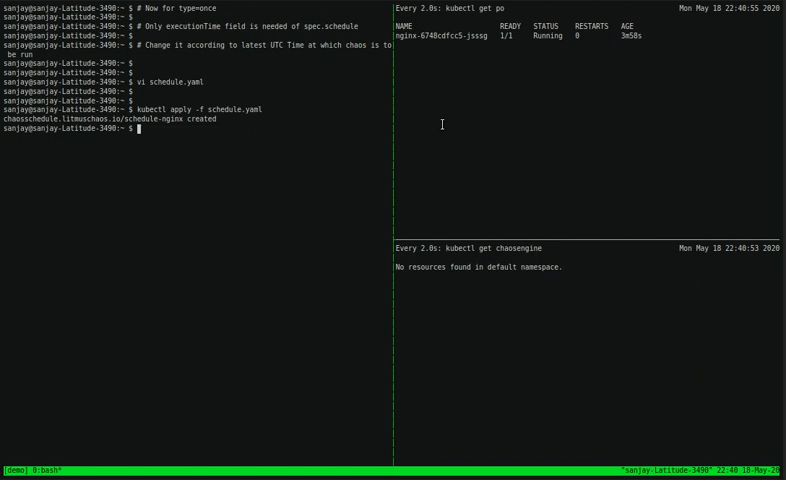 sanjay@sanjay-Latitude-3490:~ $ # Now for type=once
sanjay@sanjay-Latitude-3490:~ $
sanjay@sanjay-Latitude-3490:~ $ # Only executionTime field is needed of spec.schedule
sanjay@sanjay-Latitude-3490:~ $
sanjay@sanjay-Latitude-3490:~ $ # Change it according to latest UTC Time at which chaos is to
be run
sanjay@sanjay-Latitude-3490:~ $
sanjay@sanjay-Latitude-3490:~ $
sanjay@sanjay-Latitude-3490:~ $ vi schedule.yaml
sanjay@sanjay-Latitude-3490:~ $
sanjay@sanjay-Latitude-3490:~ $
sanjay@sanjay-Latitude-3490:~ $ kubectl apply -f schedule.yaml
chaosschedule.litmuschaos.io/schedule-nginx created
sanjay@sanjay-Latitude-3490:~ $
Every 2.0s: kubectl get po Mon May 18 22:40:55 2020
NAME READY STATUS RESTARTS AGE
nginx-6748cdfcc5-jsssg 1/1 Running 0 3m58s
Every 2.0s: kubectl get chaosengine Mon May 18 22:40:53 2020
No resources found in default namespace.
[demo] 0:bash* "sanjay-Latitude-3490" 22:40 18-May-20